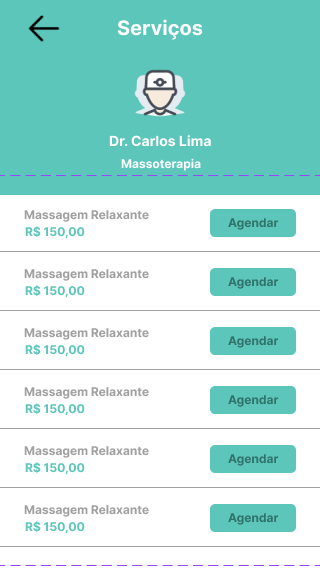 Serviços
Dr. Carlos Lima
Massoterapia
Massagem Relaxante
R$ 150,00
Agendar
Massagem Relaxante
R$ 150,00
Agendar
Massagem Relaxante
R$ 150,00
Agendar
Massagem Relaxante
R$ 150,00
Agendar
Massagem Relaxante
R$ 150,00
Agendar
Massagem Relaxante
R$ 150,00
Agendar